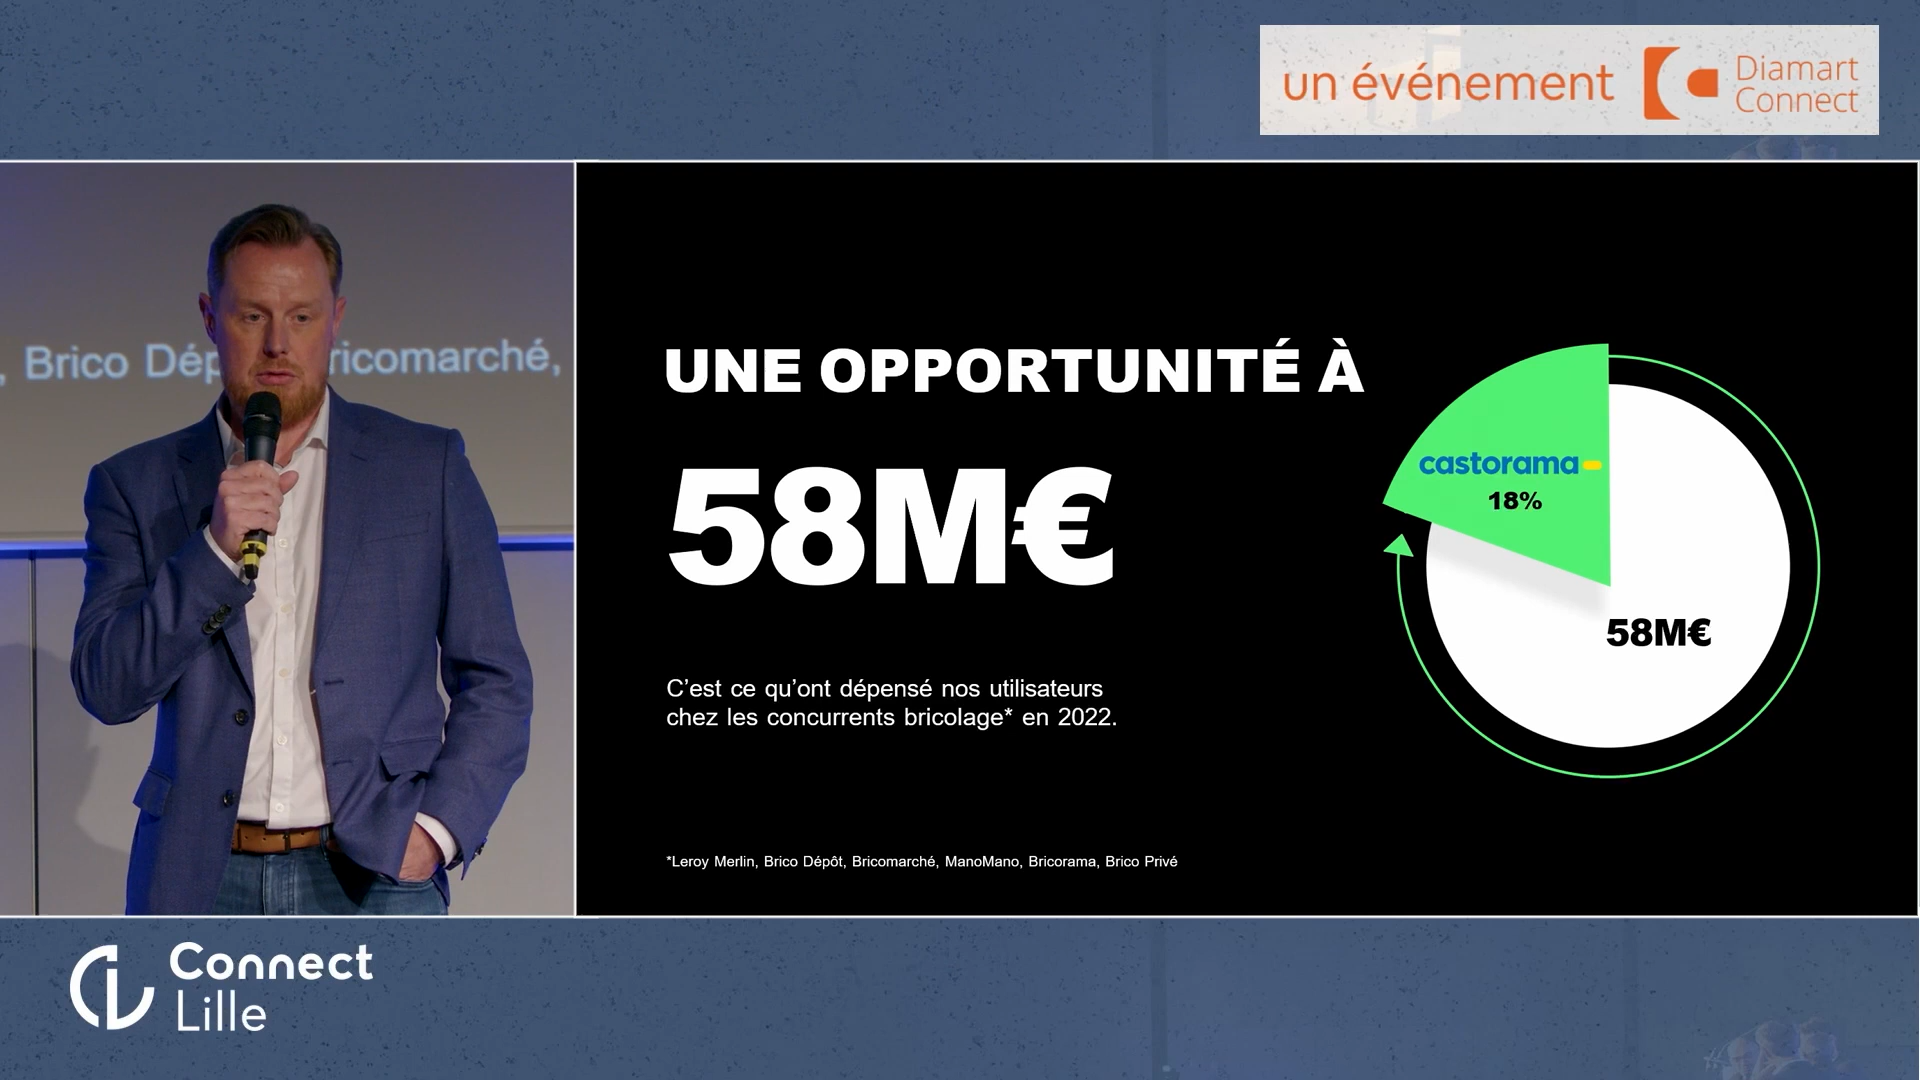 un événement
Diamart
Connect
, Brico Dép ricomarché,
UNE OPPORTUNITÉ À
58M€
castorama
18%
58M€
C’est ce qu’ont dépensé nos utilisateurs
chez les concurrents bricolage* en 2022.
*Leroy Merlin, Brico Dépôt, Bricomarché, ManoMano, Bricorama, Brico Privé
Connect
Lille